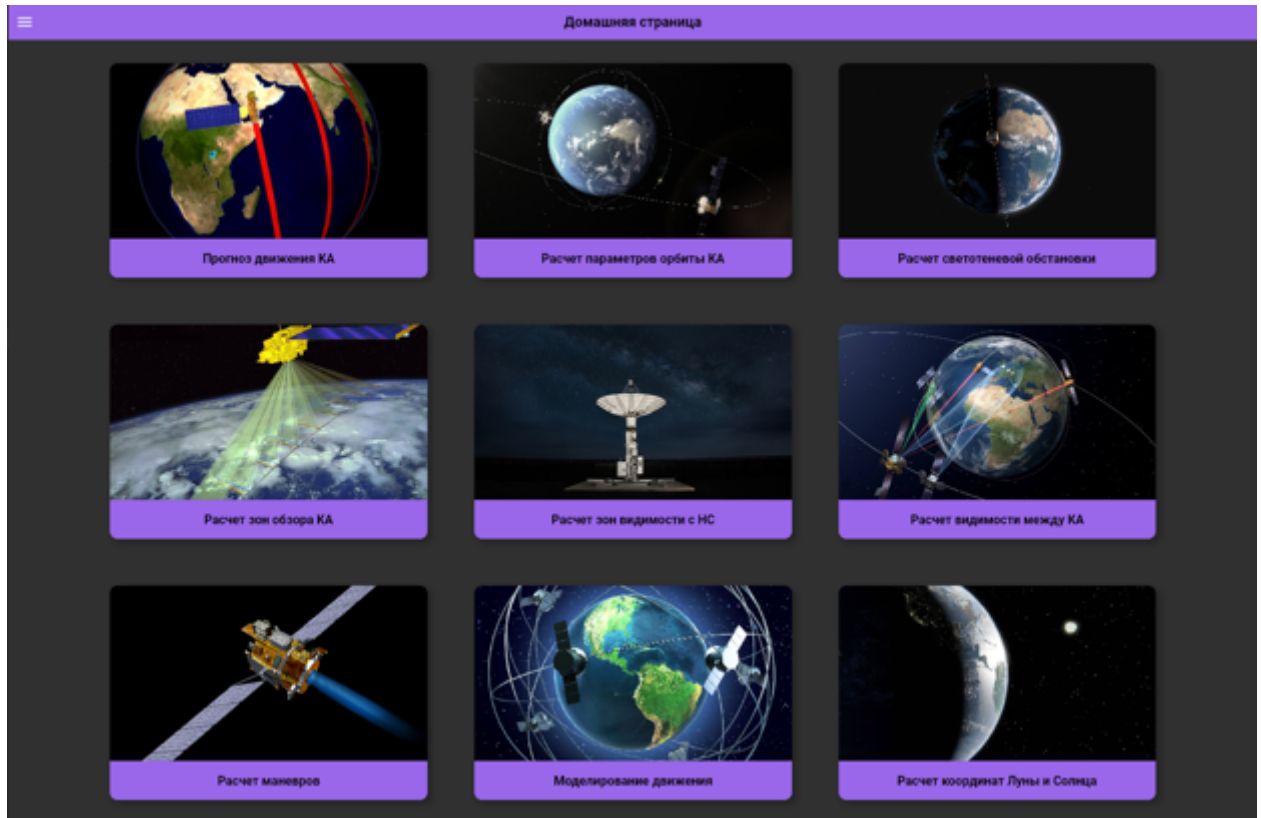 Домашняя страница
Прогноз движения КА
Расчет параметров орбиты КА
Расчет светотеневой обстановки
Расчет зон обзора КА
Расчет зон видимости с НС
Расчет видимости между КА
Расчет маневров
Моделирование движения
Расчет координат Луны и Солнца